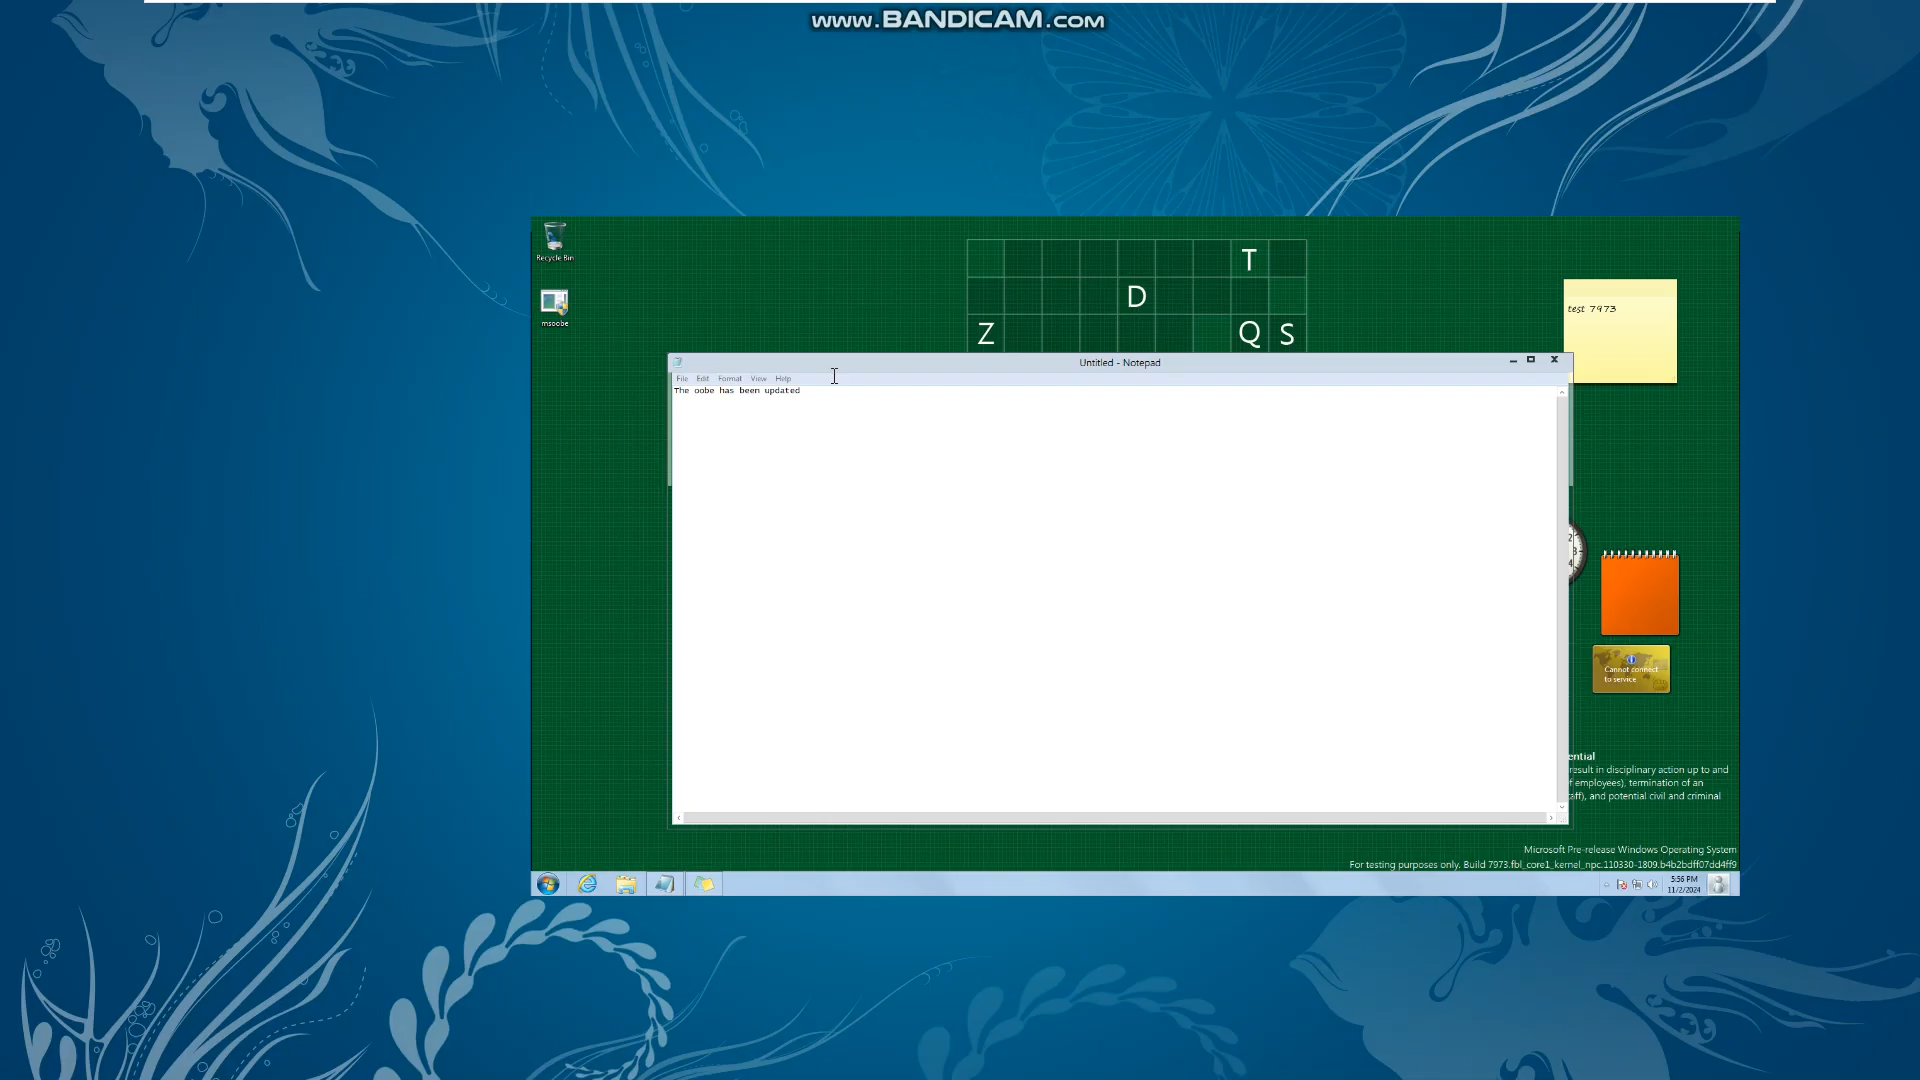 www.BANDICAM.com
Recycle Bin
msoobe
T
D
Z Q S
test 7973
Untitled - Notepad
File Edit Format View Help
The oobe has been updated
Cannot connect
to service
ential
result in disciplinary action up to and
f employees), termination of an
taff), and potential civil and criminal
Microsoft Pre-release Windows Operating System
For testing purposes only. Build 7973.fbl_core1_kernel_npc.110330-1809.b4b2bdff07dd4ff9
5:56 PM
11/2/2024